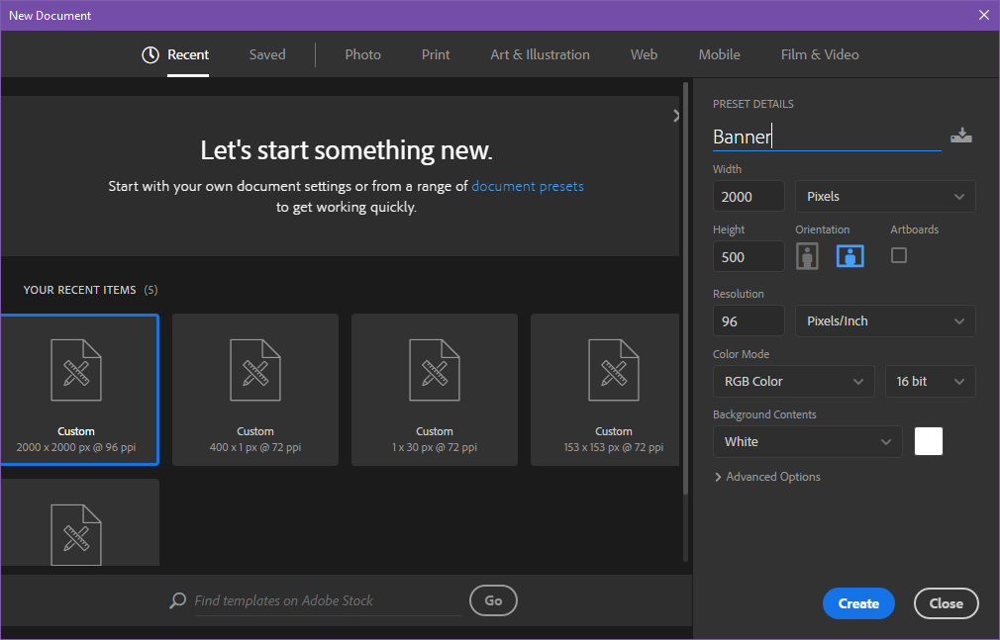 New Document
Recent
Saved
Photo
Print
Art & Illustration
Web
Mobile
Film & Video
Let's start something new.
Start with your own document settings or from a range of document presets
to get working quickly.
YOUR RECENT ITEMS (5)
Custom
2000 x 2000 px @ 96 ppi
Custom
400 x 1 px @ 72 ppi
Custom
1 x 30 px @ 72 ppi
Custom
153 x 153 px @ 72 ppi
Find templates on Adobe Stock
Go
PRESET DETAILS
Banner
Width
2000
Pixels
Height
Orientation
Artboards
500
Resolution
96
Pixels/Inch
Color Mode
RGB Color
16 bit
Background Contents
White
Advanced Options
Create
Close